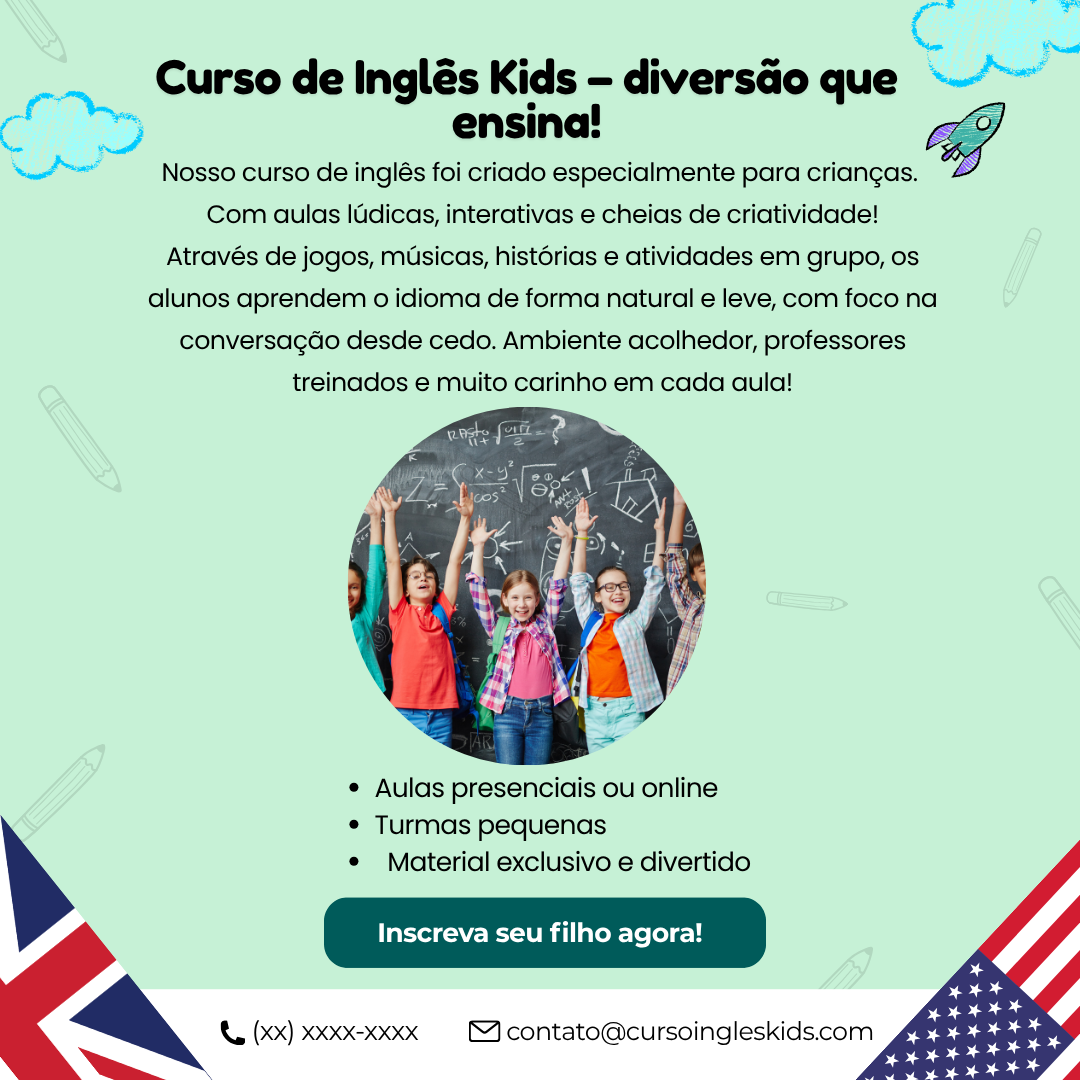 Curso de Inglês Kids – diversão que
ensina!
Nosso curso de inglês foi criado especialmente para crianças.
Com aulas lúdicas, interativas e cheias de criatividade!
Através de jogos, músicas, histórias e atividades em grupo, os
alunos aprendem o idioma de forma natural e leve, com foco na
conversação desde cedo. Ambiente acolhedor, professores
treinados e muito carinho em cada aula!
• Aulas presenciais ou online
• Turmas pequenas
• Material exclusivo e divertido
Inscreva seu filho agora!
(xx) xxxx-xxxx
contato@cursoingleskids.com